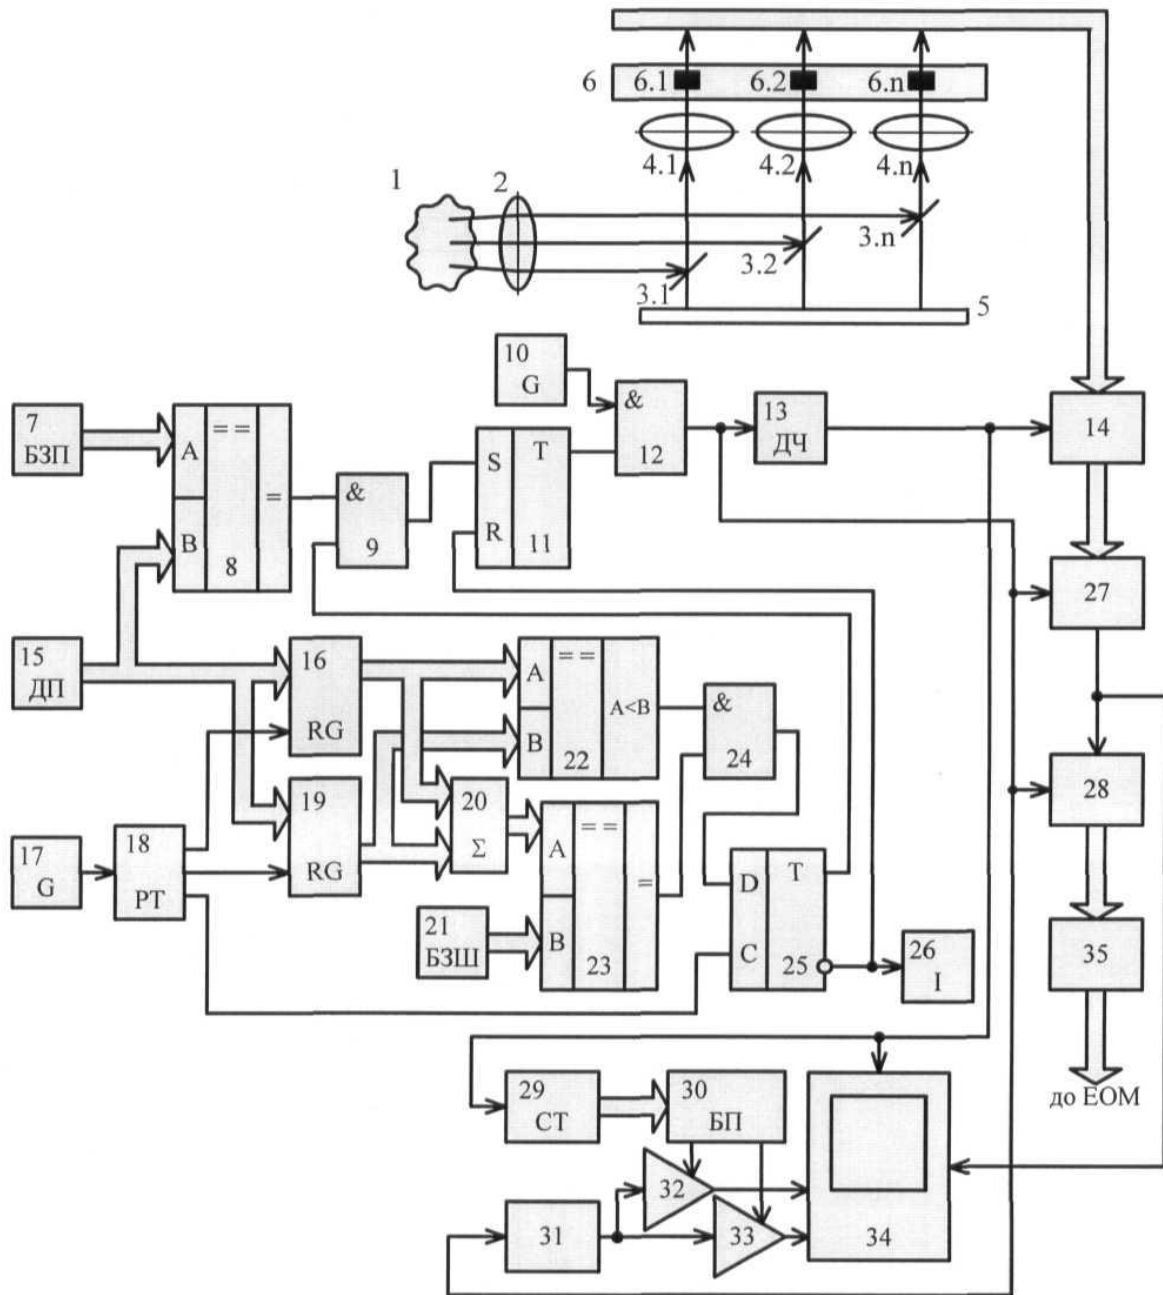 6 6.1 6.2 6.n
4.1 4.2 4.n
1 2
3.n
3.2
3.1
5
10
G
&
12
13
ДЧ
14
7
БЗП
A
B
==
=
8
&
9
S
R
T
11
27
15
ДП
16
RG
A
B
==
A<B
22
&
24
28
17
G
18
РТ
19
RG
20
Σ
21
БЗШ
A
B
==
=
23
D
C
T
25
26
I
35
до ЕОМ
29
СТ
30
БП
31
32
33
34